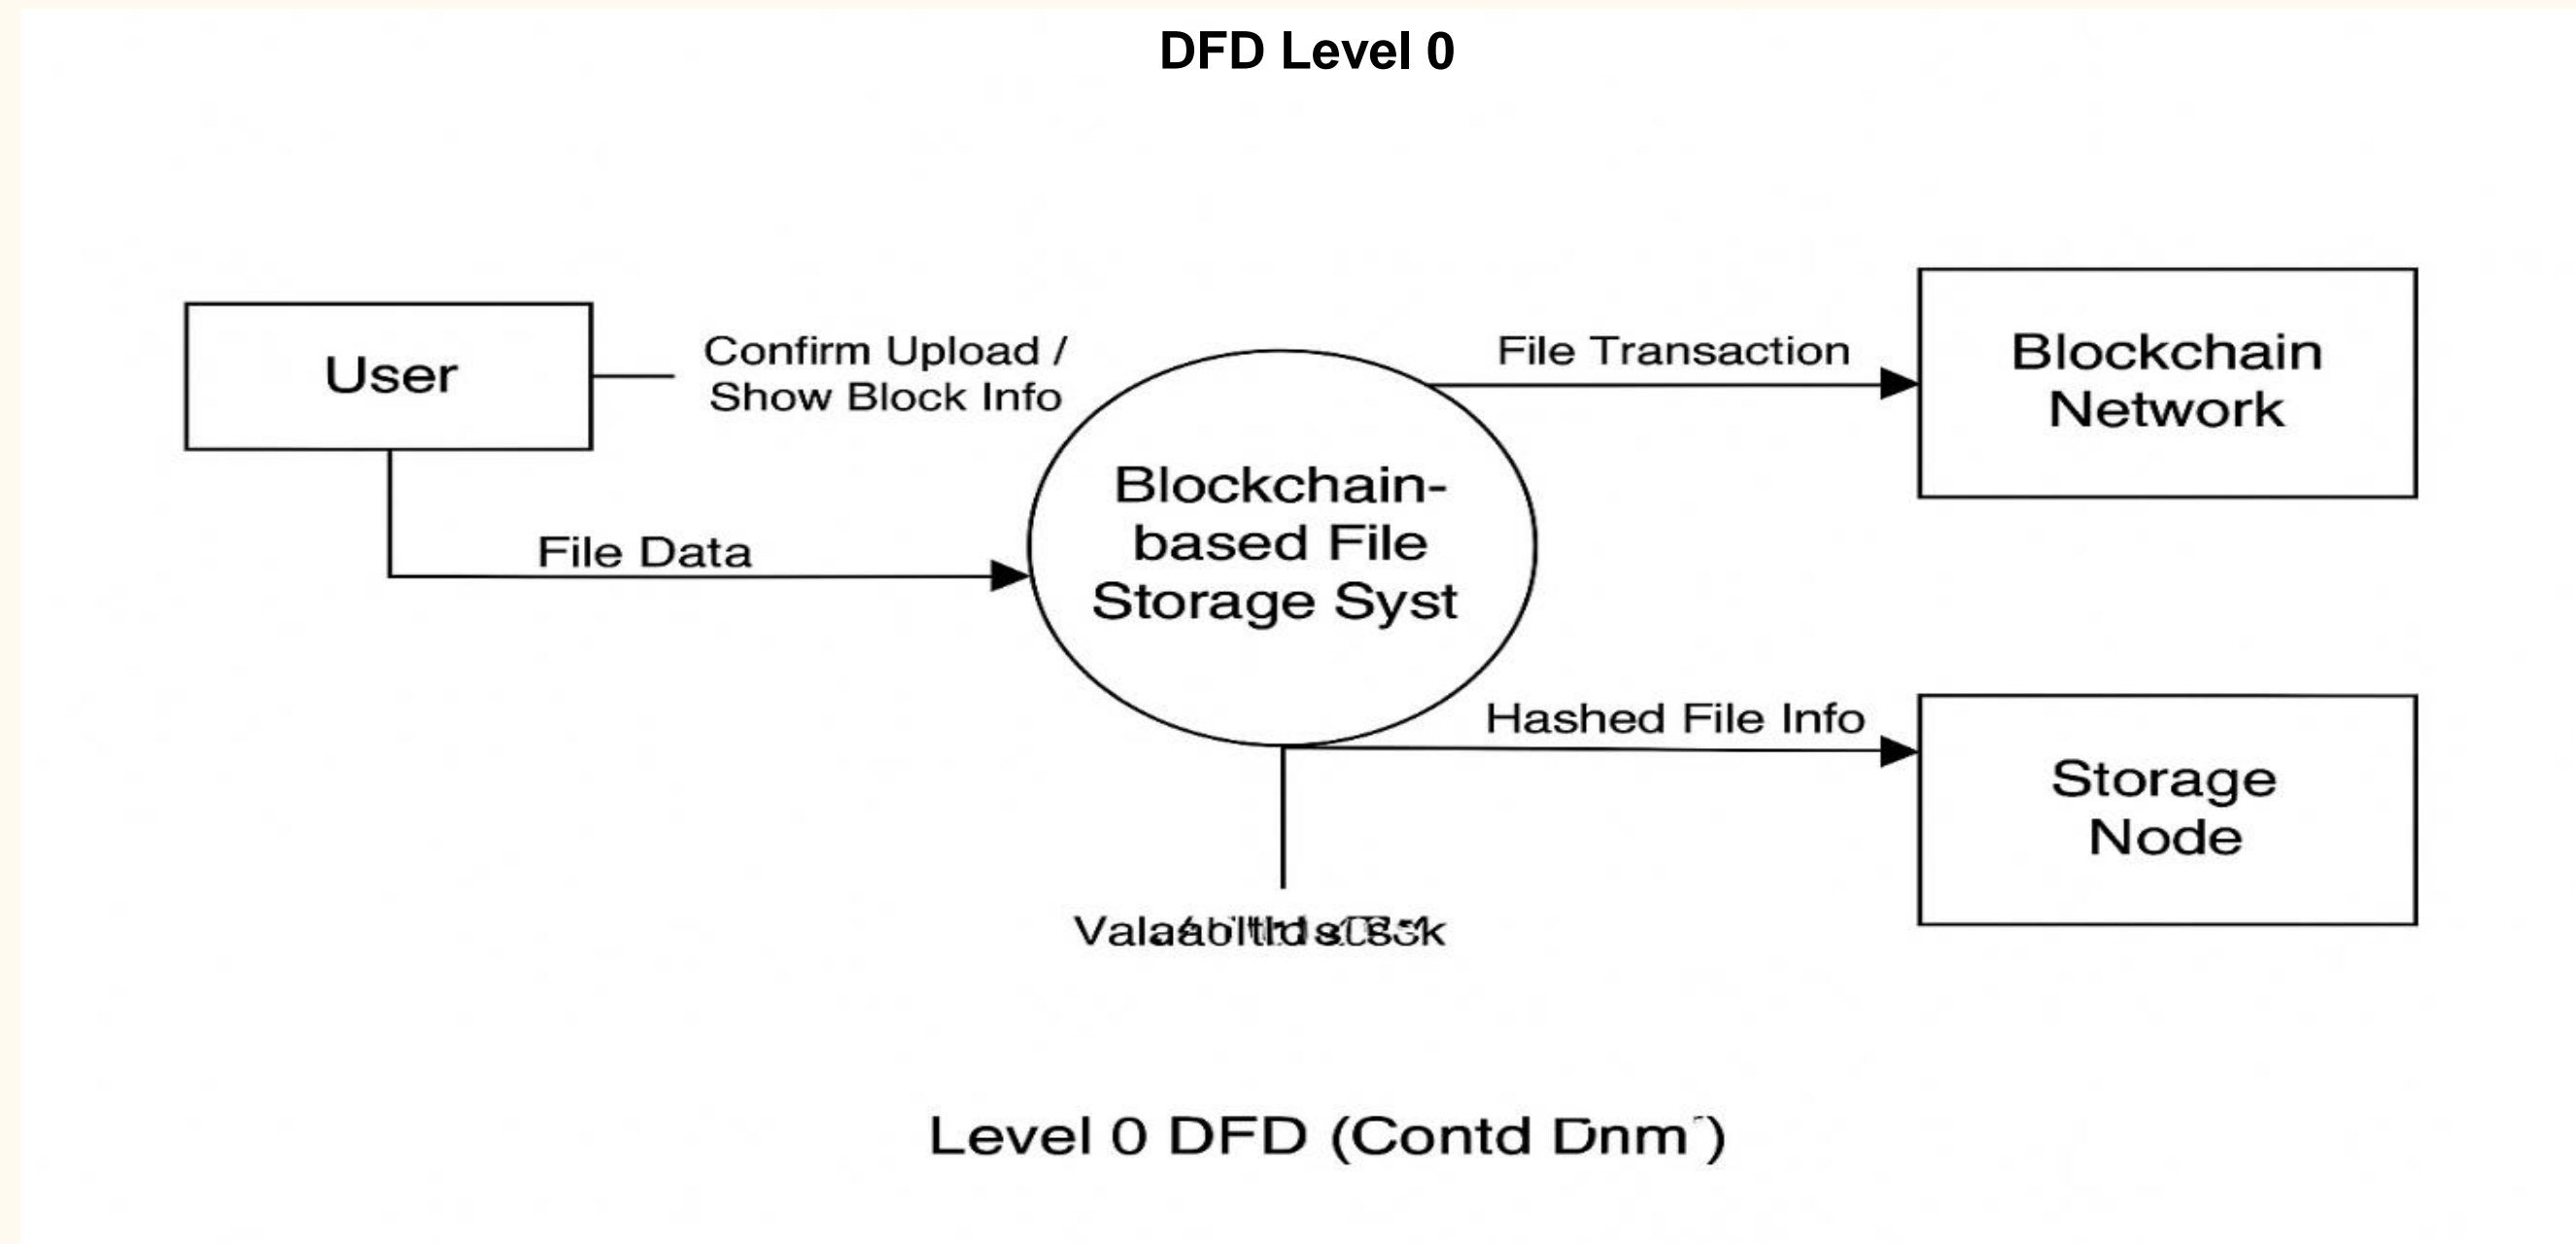 DFD Level 0
User
Confirm Upload /
Show Block Info
File Transaction
Blockchain
Network
File Data
Blockchain-
based File
Storage Syst
Hashed File Info
Storage
Node
Level 0 DFD (Contd